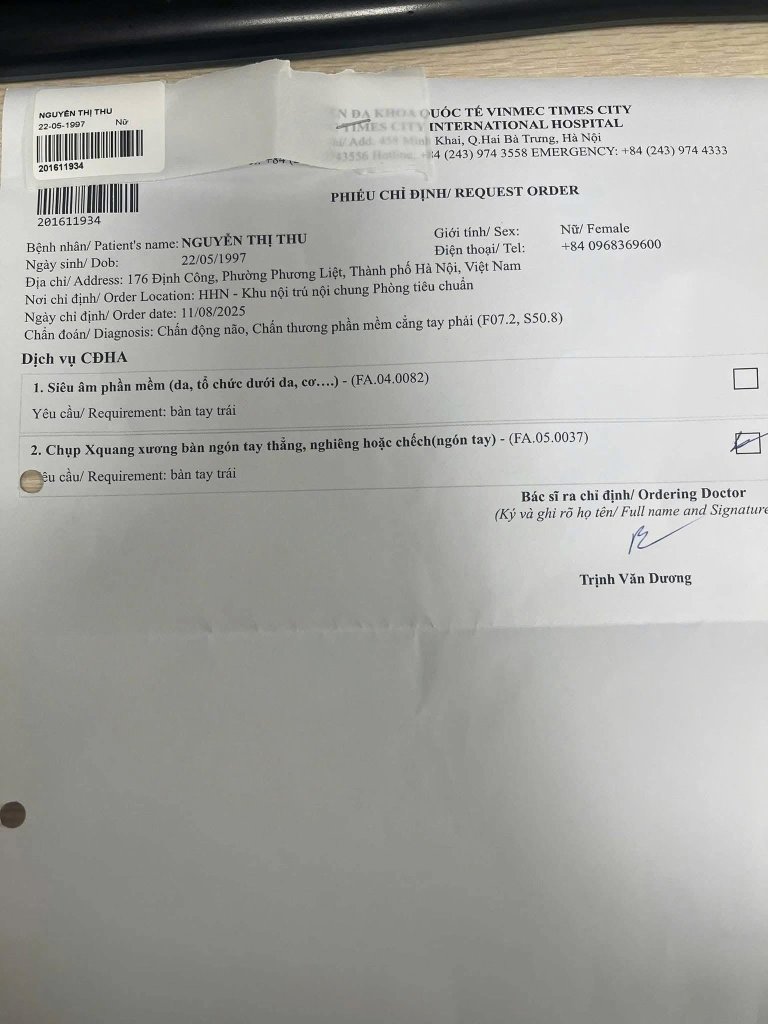 NGUYỄN THỊ THU
22-05-1997 Nữ
201611934
N ĐA KHOA QUỐC TẾ VINMEC TIMES CITY
TIMES CITY INTERNATIONAL HOSPITAL
Add: 458 Minh Khai, Q.Hai Bà Trưng, Hà Nội
43556 Hotline: +84 (243) 974 3558 EMERGENCY: +84 (243) 974 4333
PHIẾU CHỈ ĐỊNH/ REQUEST ORDER
201611934
Bệnh nhân/ Patient's name: NGUYỄN THỊ THU Giới tính/ Sex: Nữ/ Female
Ngày sinh/ Dob: 22/05/1997 Điện thoại/ Tel: +84 0968369600
Địa chỉ/ Address: 176 Định Công, Phường Phương Liệt, Thành phố Hà Nội, Việt Nam
Nơi chỉ định/ Order Location: HHN - Khu nội trú nội chung Phòng tiêu chuẩn
Ngày chỉ định/ Order date: 11/08/2025
Chẩn đoán/ Diagnosis: Chấn động não, Chấn thương phần mềm cẳng tay phải (F07.2, S50.8)
Dịch vụ CĐHA
1. Siêu âm phần mềm (da, tổ chức dưới da, cơ….) - (FA.04.0082)
Yêu cầu/ Requirement: bàn tay trái
2. Chụp Xquang xương bàn ngón tay thẳng, nghiêng hoặc chếch(ngón tay) - (FA.05.0037)
êu cầu/ Requirement: bàn tay trái
Bác sĩ ra chỉ định/ Ordering Doctor
(Ký và ghi rõ họ tên/ Full name and Signature
Trịnh Văn Dương